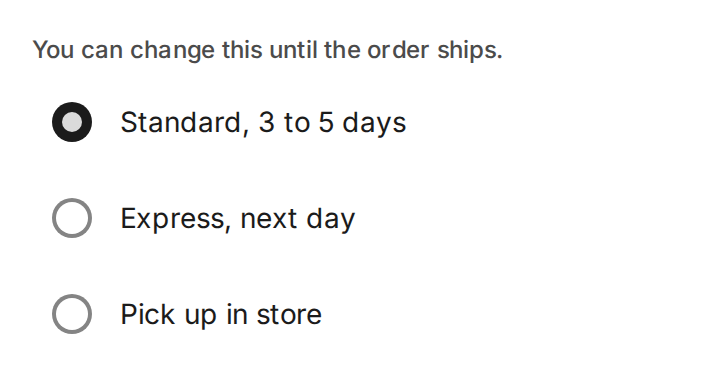 You can change this until the order ships.
Standard, 3 to 5 days
Express, next day
Pick up in store